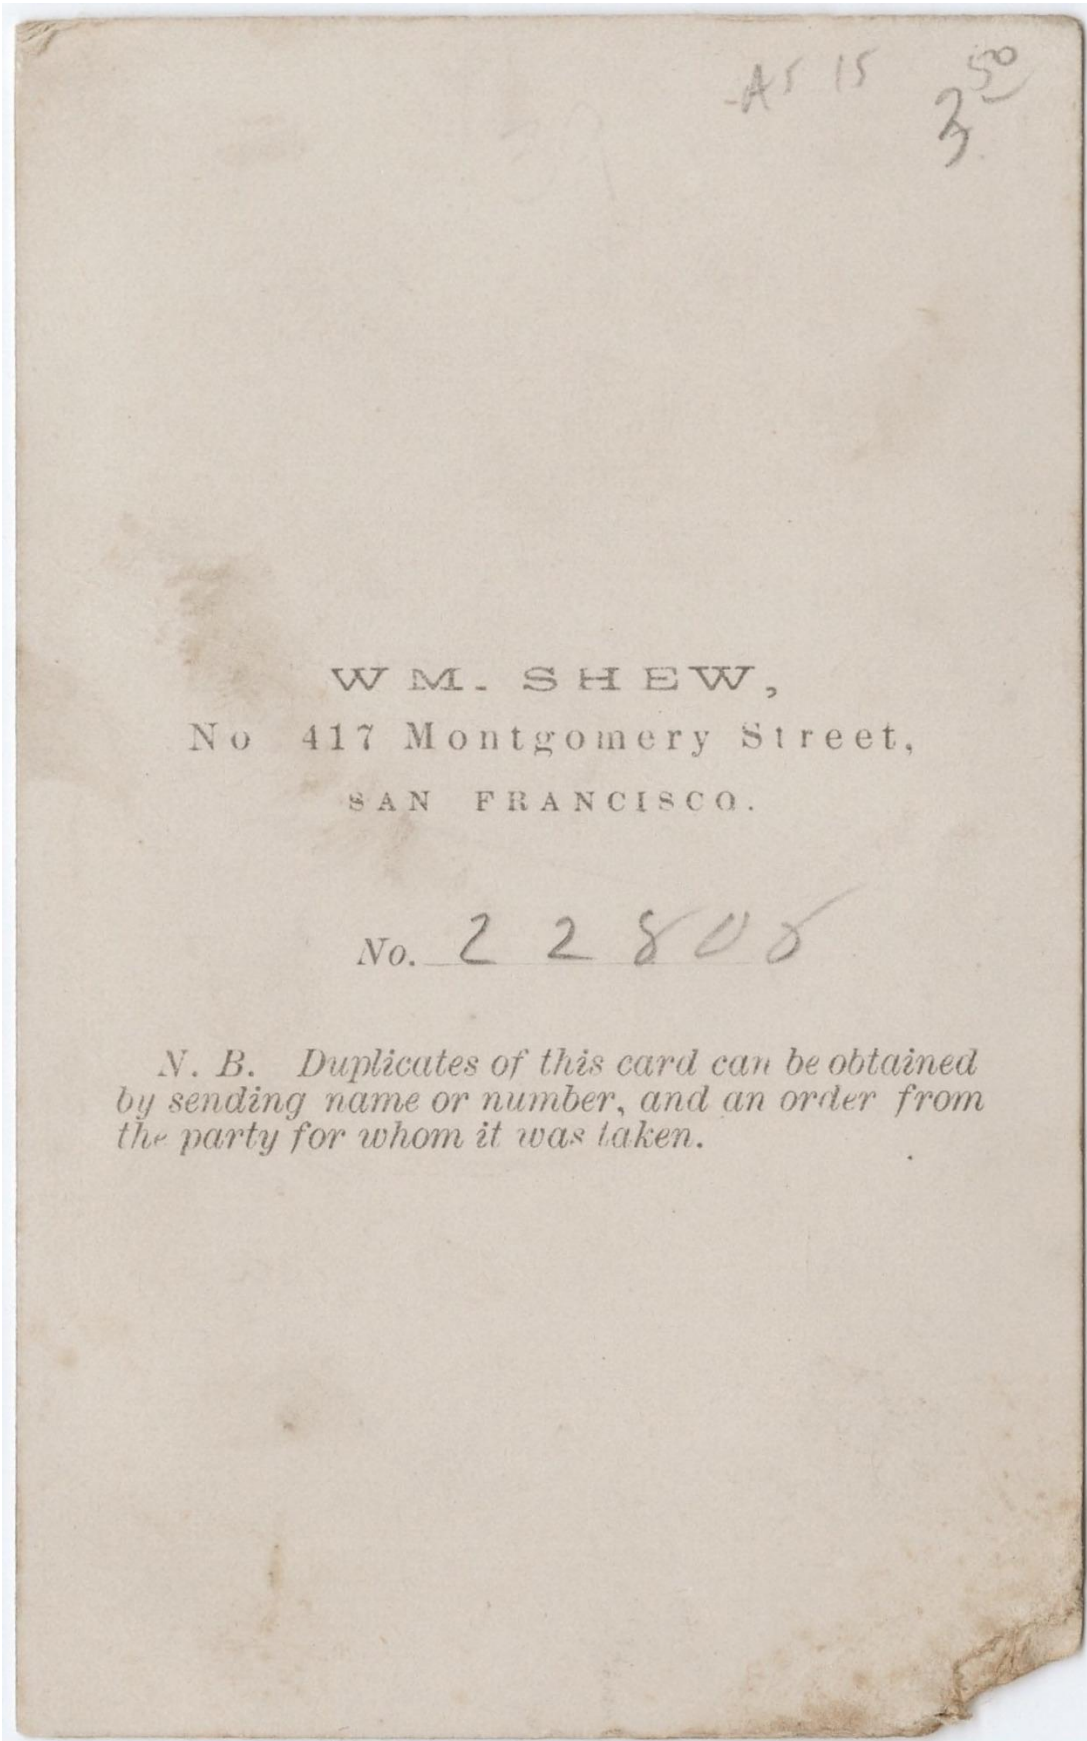 A5 15
3 50
WM. SHEW,
No 417 Montgomery Street,
SAN FRANCISCO.
No. 22808
N. B. Duplicates of this card can be obtained
by sending name or number, and an order from
the party for whom it was taken.